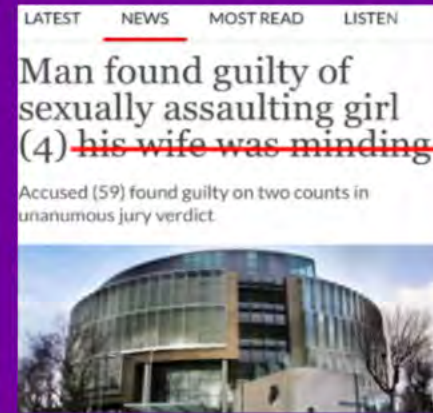 LATEST NEWS MOST READ LISTEN
Man found guilty of
sexually assaulting girl
(4) his wife was minding
Accused (59) found guilty on two counts in
unanumous jury verdict